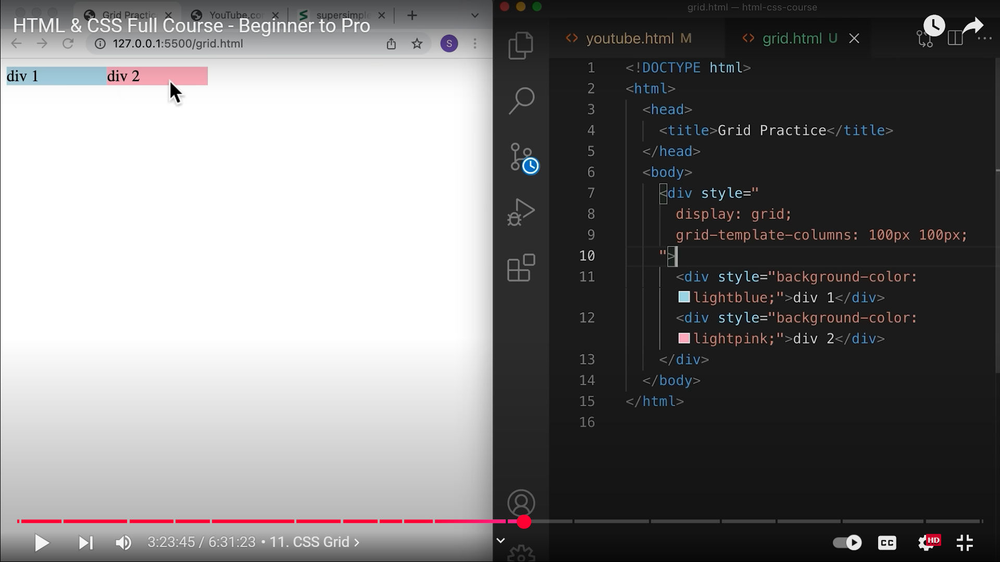 grid.html — html-css-course
Grid Practic
YouTube.co
supersimple
HTML & CSS Full Course - Beginner to Pro
127.0.0.1:5500/grid.html
S
youtube.html M
grid.html U
div 1
div 2
1 <!DOCTYPE html>
2 <html>
3 <head>
4 <title>Grid Practice</title>
5 </head>
6 <body>
7 <div style="
8 display: grid;
9 grid-template-columns: 100px 100px;
10 ">
11 <div style="background-color:
lightblue;">div 1</div>
12 <div style="background-color:
lightpink;">div 2</div>
13 </div>
14 </body>
15 </html>
16
3:23:45 / 6:31:23 • 11. CSS Grid
CC
HD